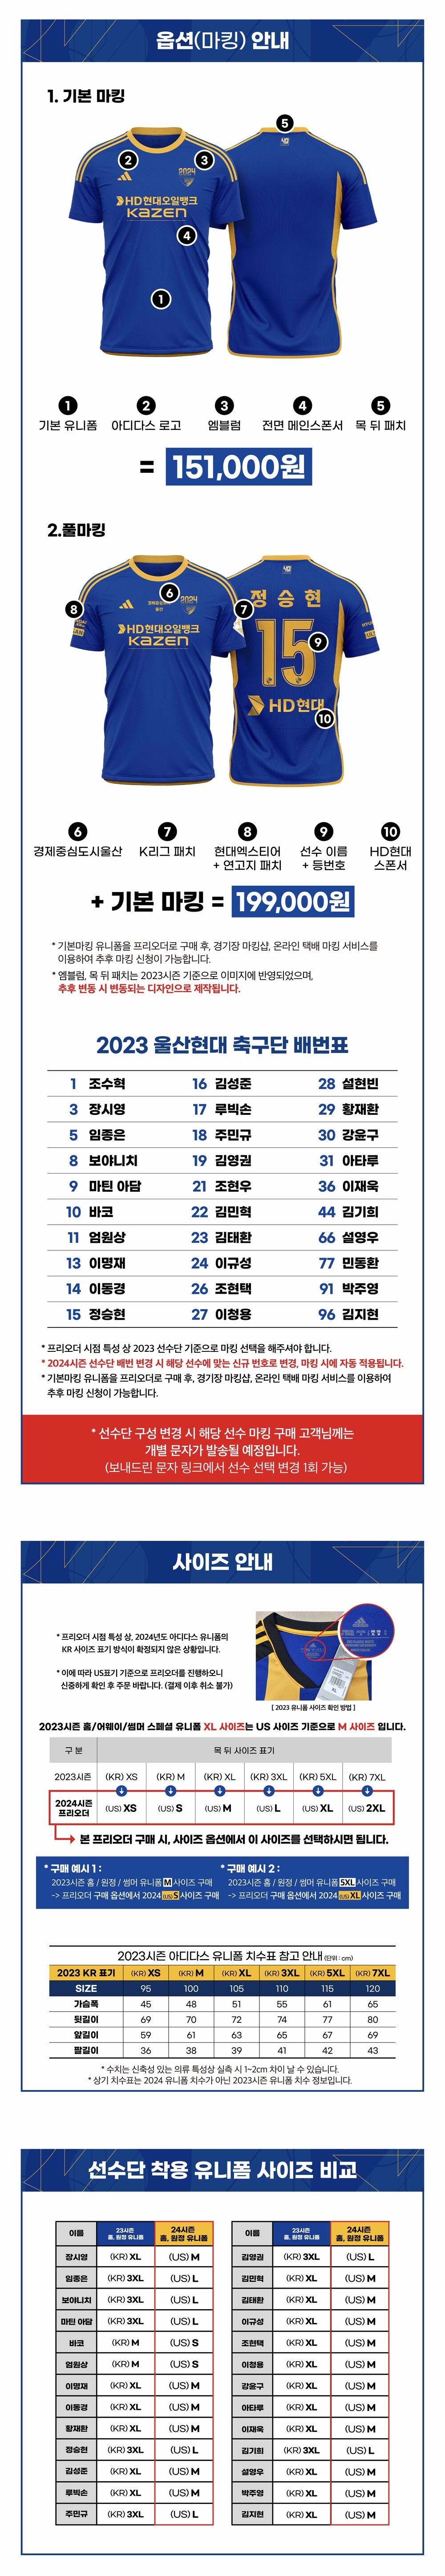 옵션(마킹) 안내
1. 기본 마킹
2024
HD현대오일뱅크
KAZEN
1 2 3 4 5
기본 유니폼 아디다스 로고 엠블럼 전면 메인스폰서 목 뒤 패치
= 151,000원
2.풀마킹
2024
HD현대오일뱅크
KAZEN
정승현
15
HD현대
6 7 8 9 10
경제중심도시울산 K리그 패치 현대엑스티어 + 연고지 패치 선수 이름 + 등번호 HD현대 스폰서
+ 기본 마킹 = 199,000원
* 기본마킹 유니폼을 프리오더로 구매 후, 경기장 마킹샵, 온라인 택배 마킹 서비스를
이용하여 추후 마킹 신청이 가능합니다.
* 엠블럼, 목 뒤 패치는 2023시즌 기준으로 이미지에 반영되었으며,
추후 변동 시 변동되는 디자인으로 제작됩니다.
2023 울산현대 축구단 배번표
1 조수혁 16 김성준 28 설현빈
3 장시영 17 루빅손 29 황재환
5 임종은 18 주민규 30 강윤구
8 보야니치 19 김영권 31 아타루
9 마틴 아담 21 조현우 36 이재욱
10 바코 22 김민혁 44 김기희
11 엄원상 23 김태환 66 설영우
13 이명재 24 이규성 77 민동환
14 이동경 26 조현택 91 박주영
15 정승현 27 이청용 96 김지현
* 프리오더 시점 특성 상 2023 선수단 기준으로 마킹 선택을 해주셔야 합니다.
* 2024시즌 선수단 배번 변경 시 해당 선수에 맞는 신규 번호로 변경, 마킹 시에 자동 적용됩니다.
* 기본마킹 유니폼을 프리오더로 구매 후, 경기장 마킹샵, 온라인 택배 마킹 서비스를 이용하여
추후 마킹 신청이 가능합니다.
* 선수단 구성 변경 시 해당 선수 마킹 구매 고객님께는
개별 문자가 발송될 예정입니다.
(보내드린 문자 링크에서 선수 선택 변경 1회 가능)
사이즈 안내
* 프리오더 시점 특성 상, 2024년도 아디다스 유니폼의
KR 사이즈 표기 방식이 확정되지 않은 상황입니다.
* 이에 따라 US표기 기준으로 프리오더를 진행하오니
신중하게 확인 후 주문 바랍니다. (결제 이후 취소 불가)
[ 2023 유니폼 사이즈 확인 방법 ]
2023시즌 홈/어웨이/썸머 스페셜 유니폼 XL 사이즈는 US 사이즈 기준으로 M 사이즈 입니다.
구 분 목 뒤 사이즈 표기
2023시즌 (KR) XS (KR) M (KR) XL (KR) 3XL (KR) 5XL (KR) 7XL
2024시즌 프리오더 (US) XS (US) S (US) M (US) L (US) XL (US) 2XL
본 프리오더 구매 시, 사이즈 옵션에서 이 사이즈를 선택하시면 됩니다.
* 구매 예시 1 :
2023시즌 홈 / 원정 / 썸머 유니폼 M 사이즈 구매
-> 프리오더 구매 옵션에서 2024 (US) S 사이즈 구매
* 구매 예시 2 :
2023시즌 홈 / 원정 / 썸머 유니폼 5XL 사이즈 구매
-> 프리오더 구매 옵션에서 2024 (US) XL 사이즈 구매
2023시즌 아디다스 유니폼 치수표 참고 안내 (단위 : cm)
2023 KR 표기 (KR) XS (KR) M (KR) XL (KR) 3XL (KR) 5XL (KR) 7XL
SIZE 95 100 105 110 115 120
가슴폭 45 48 51 55 61 65
뒷길이 69 70 72 74 77 80
앞길이 59 61 63 65 67 69
팔길이 36 38 39 41 42 43
* 수치는 신축성 있는 의류 특성상 실측 시 1~2cm 차이 날 수 있습니다.
* 상기 치수표는 2024 유니폼 치수가 아닌 2023시즌 유니폼 치수 정보입니다.
선수단 착용 유니폼 사이즈 비교
이름 23시즌 홈, 원정 유니폼 24시즌 홈, 원정 유니폼
장시영 (KR) XL (US) M
임종은 (KR) 3XL (US) L
보야니치 (KR) 3XL (US) L
마틴 아담 (KR) 3XL (US) L
바코 (KR) M (US) S
엄원상 (KR) M (US) S
이명재 (KR) XL (US) M
이동경 (KR) XL (US) M
황재환 (KR) XL (US) M
정승현 (KR) 3XL (US) L
김성준 (KR) XL (US) M
루빅손 (KR) XL (US) M
주민규 (KR) 3XL (US) L
이름 23시즌 홈, 원정 유니폼 24시즌 홈, 원정 유니폼
김영권 (KR) 3XL (US) L
김민혁 (KR) XL (US) M
김태환 (KR) XL (US) M
이규성 (KR) XL (US) M
조현택 (KR) XL (US) M
이청용 (KR) XL (US) M
강윤구 (KR) XL (US) M
아타루 (KR) XL (US) M
이재욱 (KR) XL (US) M
김기희 (KR) 3XL (US) L
설영우 (KR) XL (US) M
박주영 (KR) XL (US) M
김지현 (KR) XL (US) M